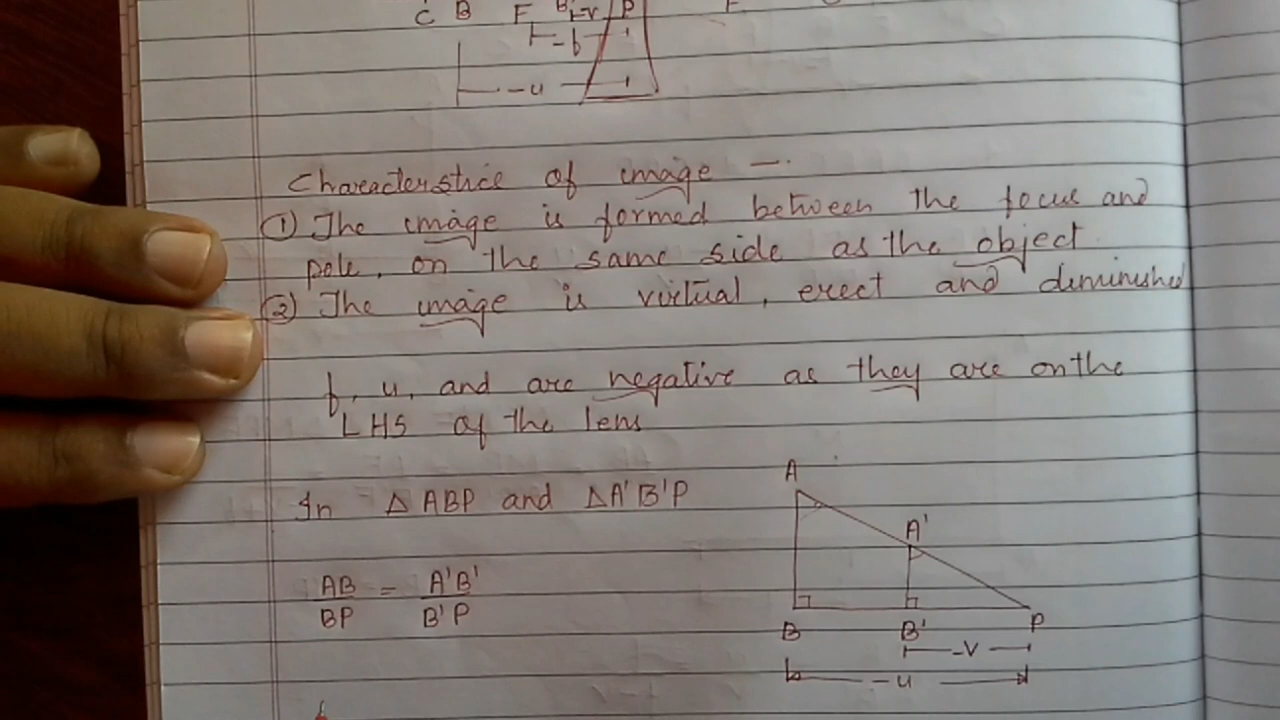 C B F B' -v P F
-f
-u
Characterstics of image -.
① The image is formed between the focus and
pole, on the same side as the object
② The image is virtual, erect and diminished
f, u, and are negative as they are on the
LHS of the lens
In △ ABP and △A'B'P
AB/BP = A'B'/B'P
A
A'
B B' P
-v
-u